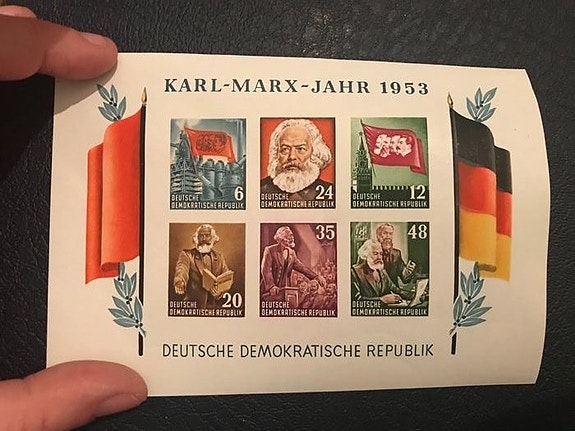 KARL-MARX-JAHR 1953
6
DEUTSCHE
DEMOKRATISCHE REPUBLIK
24
DEUTSCHE
DEMOKRATISCHE REPUBLIK
12
DEUTSCHE
DEMOKRATISCHE REPUBLIK
20
DEUTSCHE
DEMOKRATISCHE REPUBLIK
35
DEUTSCHE
DEMOKRATISCHE REPUBLIK
48
DEUTSCHE
DEMOKRATISCHE REPUBLIK
DEUTSCHE DEMOKRATISCHE REPUBLIK